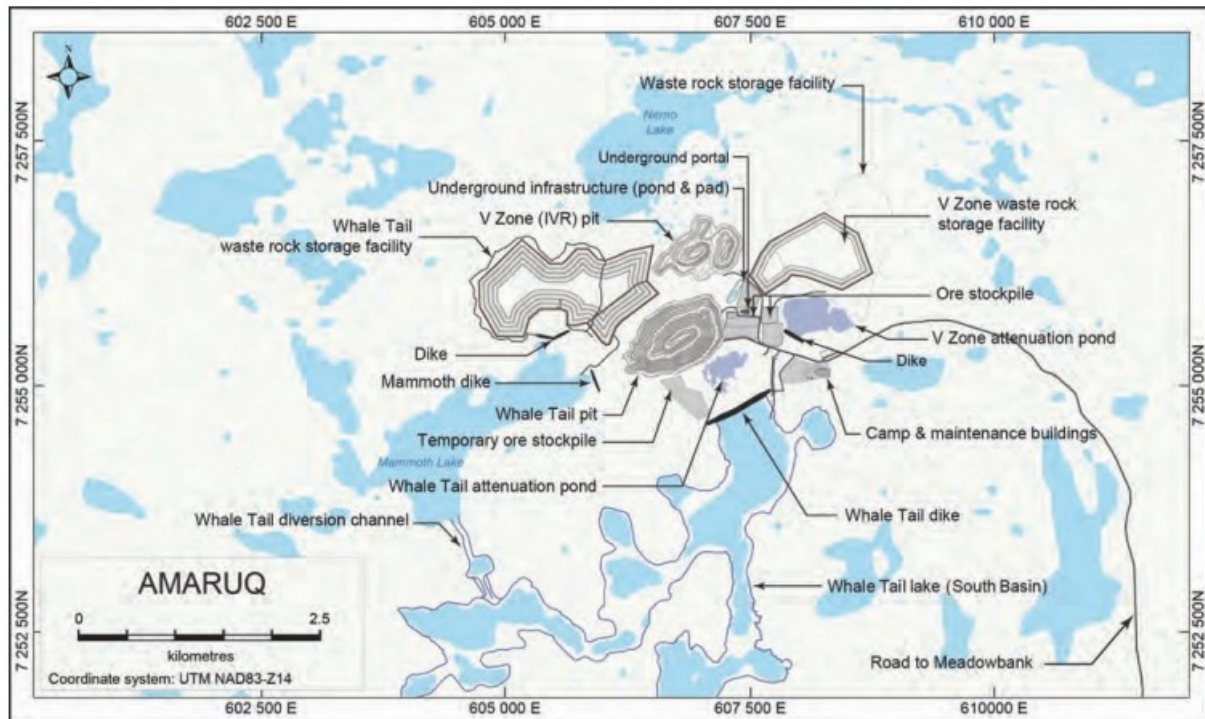 602 500 E
605 000 E
607 500 E
610 000 E
N
Waste rock storage facility
Nemo
Lake
7 257 500N
7 257 500N
Underground portal
Underground infrastructure (pond & pad)
V Zone (IVR) pit
Whale Tail
waste rock storage facility
V Zone waste rock
storage facility
Ore stockpile
V Zone attenuation pond
Dike
Dike
Mammoth dike
7 255 000N
7 255 000N
Whale Tail pit
Temporary ore stockpile
Camp & maintenance buildings
Mammoth Lake
Whale Tail attenuation pond
Whale Tail dike
Whale Tail diversion channel
AMARUQ
0
2.5
kilometres
Coordinate system: UTM NAD83-Z14
Whale Tail lake (South Basin)
7 252 500N
7 252 500N
Road to Meadowbank
602 500 E
605 000 E
607 500 E
610000 E